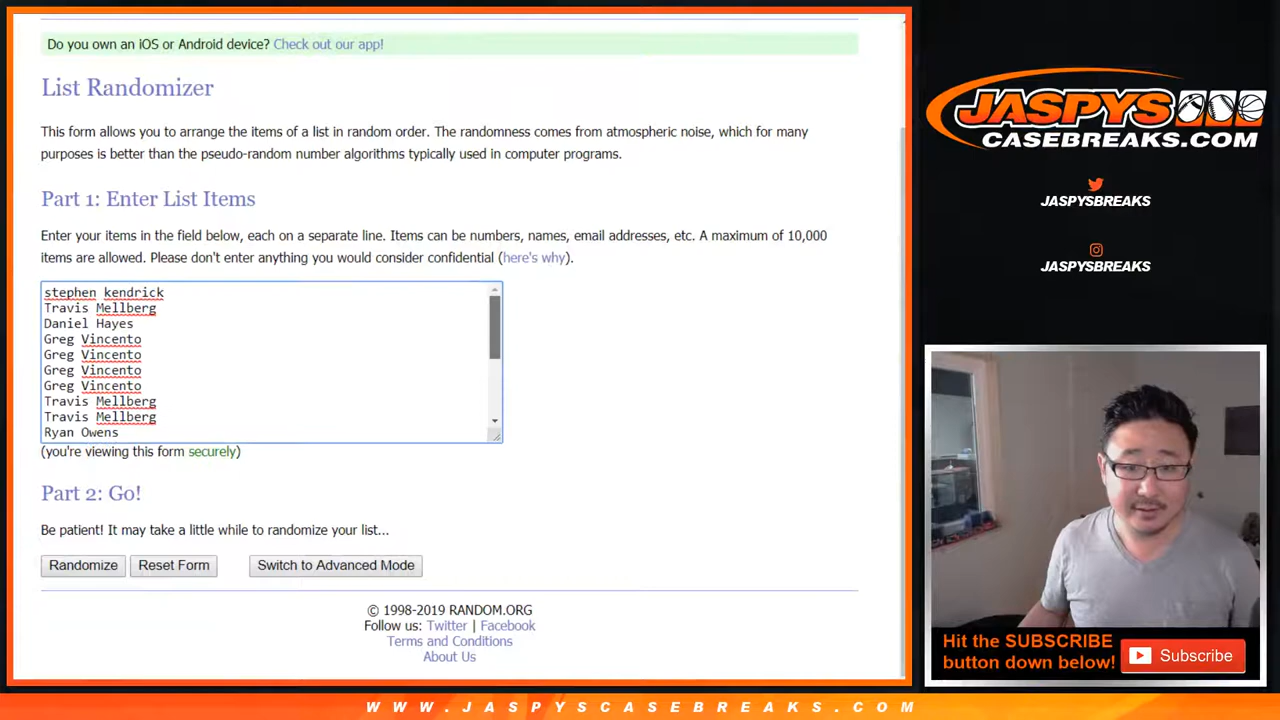 Do you own an iOS or Android device? Check out our app!
List Randomizer
This form allows you to arrange the items of a list in random order. The randomness comes from atmospheric noise, which for many
purposes is better than the pseudo-random number algorithms typically used in computer programs.
Part 1: Enter List Items
Enter your items in the field below, each on a separate line. Items can be numbers, names, email addresses, etc. A maximum of 10,000
items are allowed. Please don't enter anything you would consider confidential (here's why).
stephen kendrick
Travis Mellberg
Daniel Hayes
Greg Vincento
Greg Vincento
Greg Vincento
Greg Vincento
Travis Mellberg
Travis Mellberg
Ryan Owens
(you're viewing this form securely)
Part 2: Go!
Be patient! It may take a little while to randomize your list...
Randomize
Reset Form
Switch to Advanced Mode
© 1998-2019 RANDOM.ORG
Follow us: Twitter | Facebook
Terms and Conditions
About Us
JASPYS
CASEBREAKS.COM
JASPYSBREAKS
JASPYSBREAKS
Hit the SUBSCRIBE
button down below!
Subscribe
WWW.JASPYSCASEBREAKS.COM